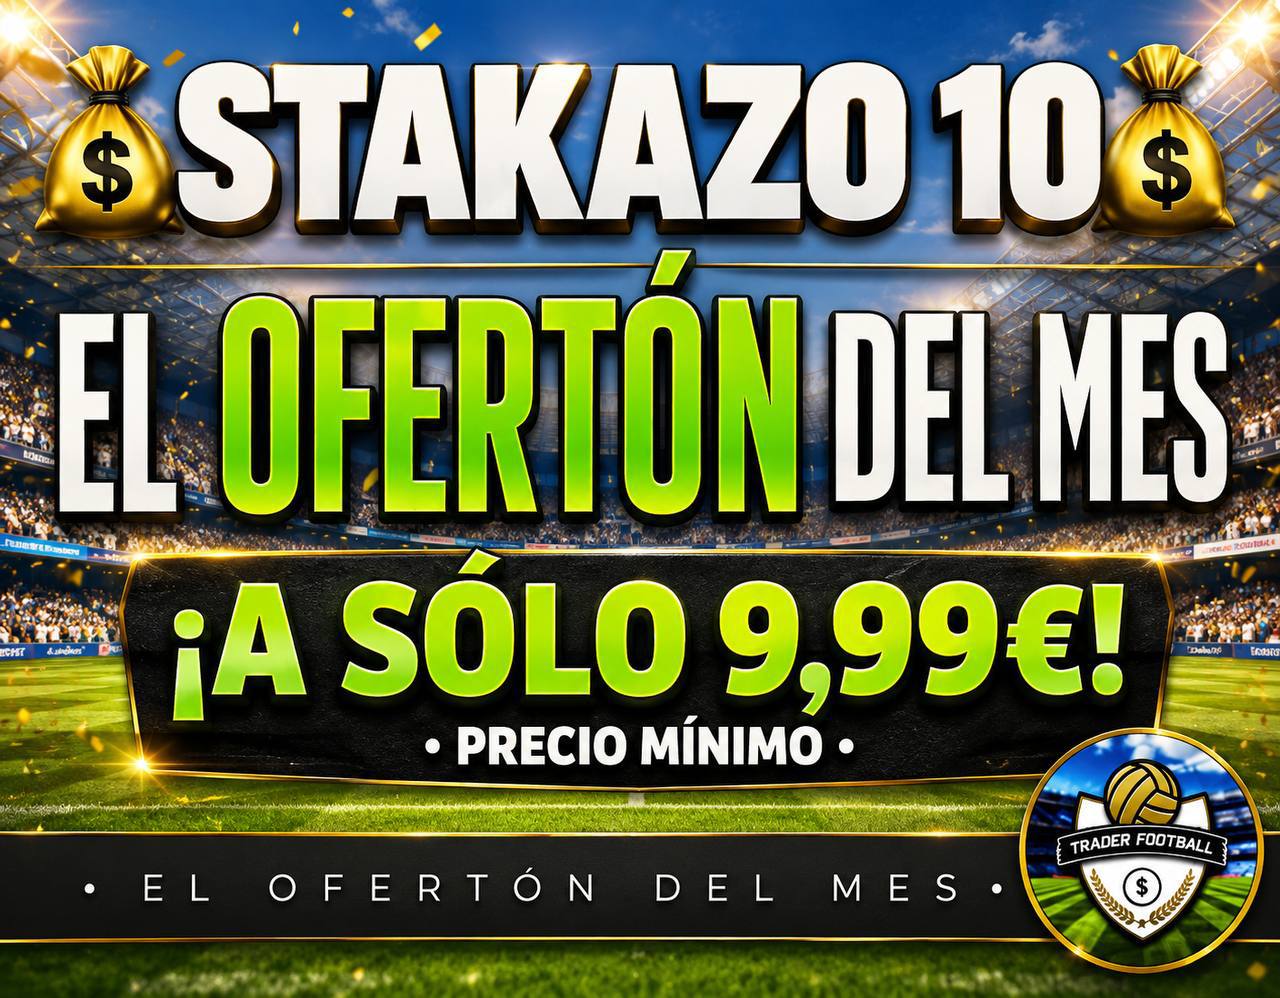 $ STAKAZO 10 $
EL OFERTÓN DEL MES
¡A SÓLO 9,99€!
• PRECIO MÍNIMO •
• EL OFERTÓN DEL MES •
TRADER FOOTBALL
$